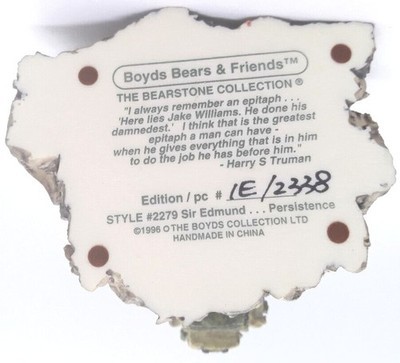 Boyds Bears & Friends™
THE BEARSTONE COLLECTION®
"I always remember an epitaph . . .
'Here lies Jake Williams. He done his
damnedest.' I think that is the greatest
epitaph a man can have -
when he gives everything that is in him
to do the job he has before him."
- Harry S Truman
Edition / pc # 1E/2338
STYLE #2279 Sir Edmund . . . Persistence
©1996 THE BOYDS COLLECTION LTD
HANDMADE IN CHINA